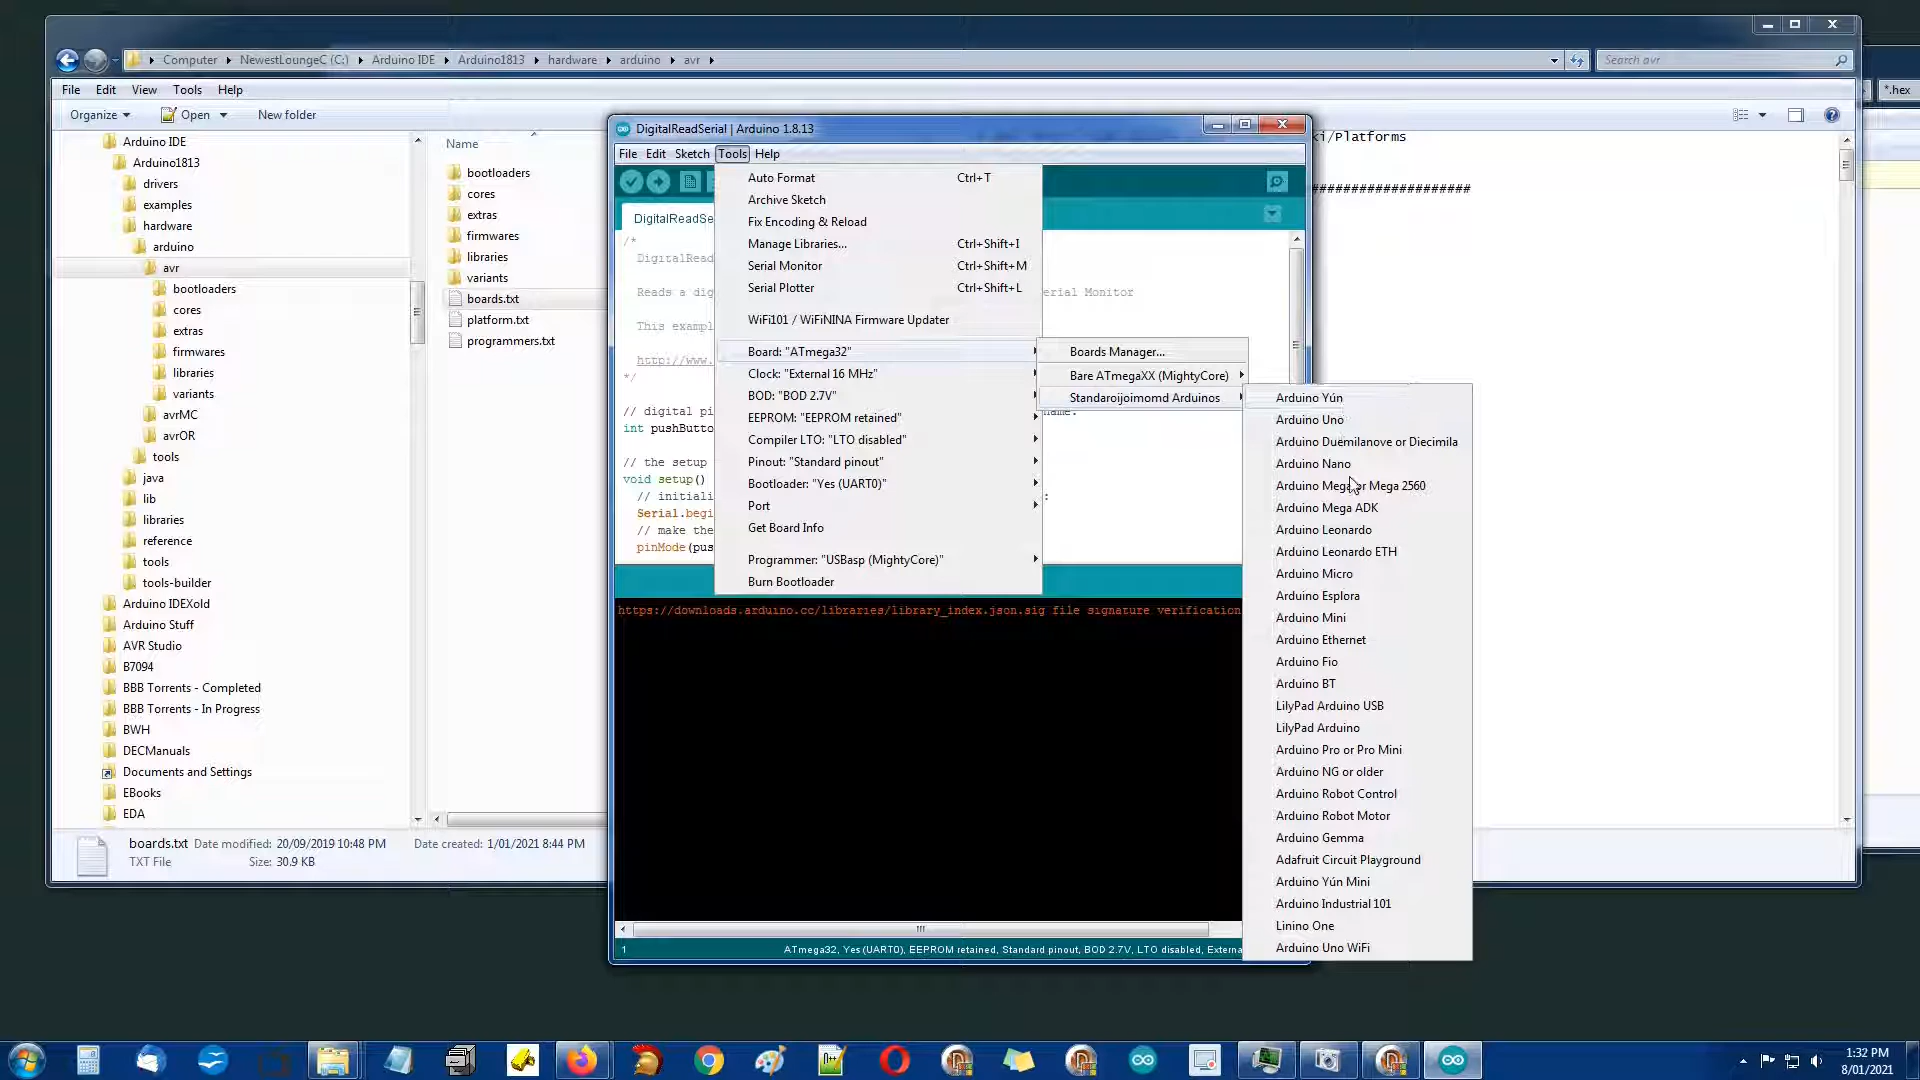 Computer NewestLoungeC (C:) Arduino IDE Arduino1813 hardware arduino avr
Search avr
File Edit View Tools Help
*.hex
Organize Open New folder
Arduino IDE
Arduino1813
drivers
examples
hardware
arduino
avr
bootloaders
cores
extras
firmwares
libraries
variants
avrMC
avrOR
tools
java
lib
libraries
reference
tools
tools-builder
Arduino IDEXold
Arduino Stuff
AVR Studio
B7094
BBB Torrents - Completed
BBB Torrents - In Progress
BWH
DECManuals
Documents and Settings
EBooks
EDA
Name
bootloaders
cores
extras
firmwares
libraries
variants
boards.txt
platform.txt
programmers.txt
boards.txt Date modified: 20/09/2019 10:48 PM Date created: 1/01/2021 8:44 PM
TXT File Size: 30.9 KB
/Platforms
###################
DigitalReadSerial | Arduino 1.8.13
File Edit Sketch Tools Help
DigitalReadSe
/*
DigitalRead
Reads a dig
erial Monitor
This exampl
http://www.
*/
// digital pi
name:
int pushButto
// the setup
void setup()
// initiali
:
Serial.begi
// make the
pinMode(pus
Auto Format Ctrl+T
Archive Sketch
Fix Encoding & Reload
Manage Libraries... Ctrl+Shift+I
Serial Monitor Ctrl+Shift+M
Serial Plotter Ctrl+Shift+L
WiFi101 / WiFiNINA Firmware Updater
Board: "ATmega32"
Clock: "External 16 MHz"
BOD: "BOD 2.7V"
EEPROM: "EEPROM retained"
Compiler LTO: "LTO disabled"
Pinout: "Standard pinout"
Bootloader: "Yes (UART0)"
Port
Get Board Info
Programmer: "USBasp (MightyCore)"
Burn Bootloader
Boards Manager...
Bare ATmegaXX (MightyCore)
Standaroijoimomd Arduinos
Arduino Yún
Arduino Uno
Arduino Duemilanove or Diecimila
Arduino Nano
Arduino Mega or Mega 2560
Arduino Mega ADK
Arduino Leonardo
Arduino Leonardo ETH
Arduino Micro
Arduino Esplora
Arduino Mini
Arduino Ethernet
Arduino Fio
Arduino BT
LilyPad Arduino USB
LilyPad Arduino
Arduino Pro or Pro Mini
Arduino NG or older
Arduino Robot Control
Arduino Robot Motor
Arduino Gemma
Adafruit Circuit Playground
Arduino Yún Mini
Arduino Industrial 101
Linino One
Arduino Uno WiFi
https://downloads.arduino.cc/libraries/library_index.json.sig file signature verification
1 ATmega32, Yes (UART0), EEPROM retained, Standard pinout, BOD 2.7V, LTO disabled, Externa
1:32 PM
8/01/2021